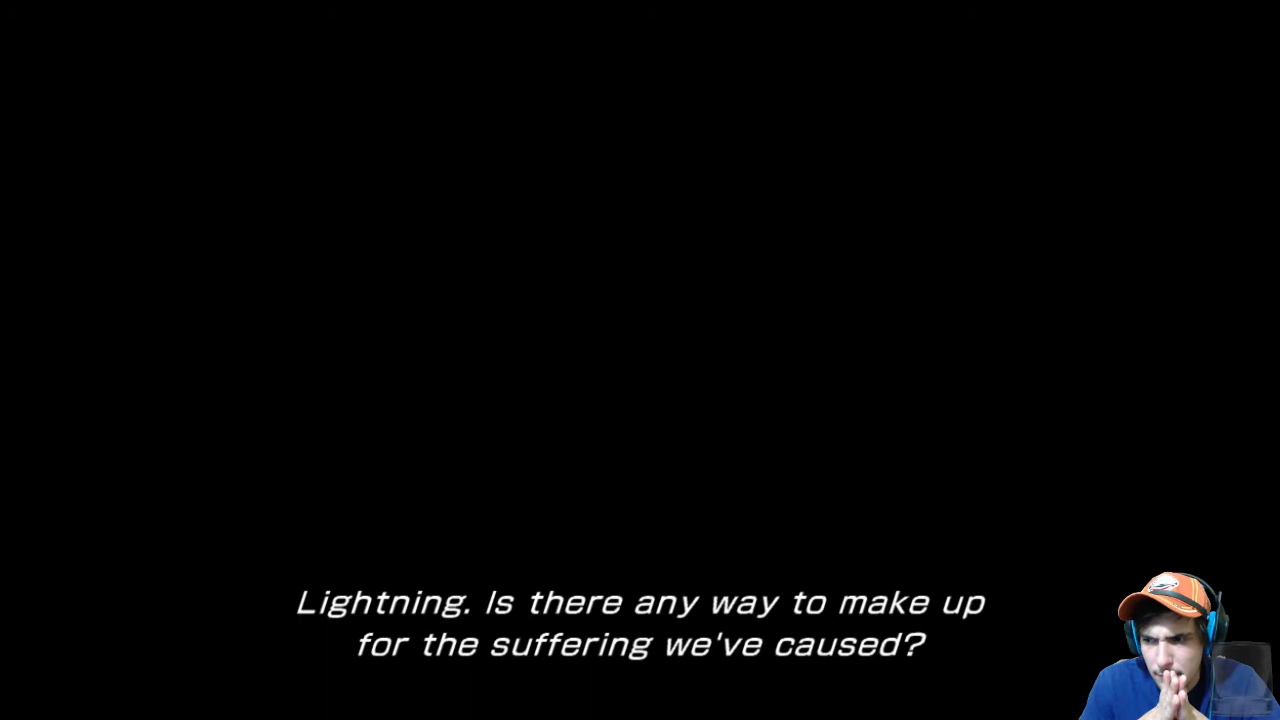 Lightning. Is there any way to make up
for the suffering we've caused?